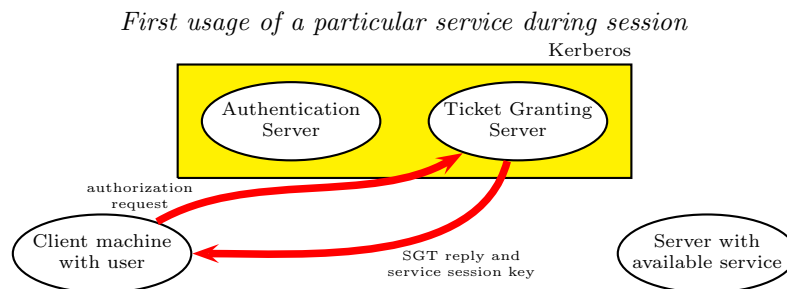 First usage of a particular service during session
Kerberos
Authentication
Server
Ticket Granting
Server
authorization
request
Client machine
with user
SGT reply and
service session key
Server with
available service